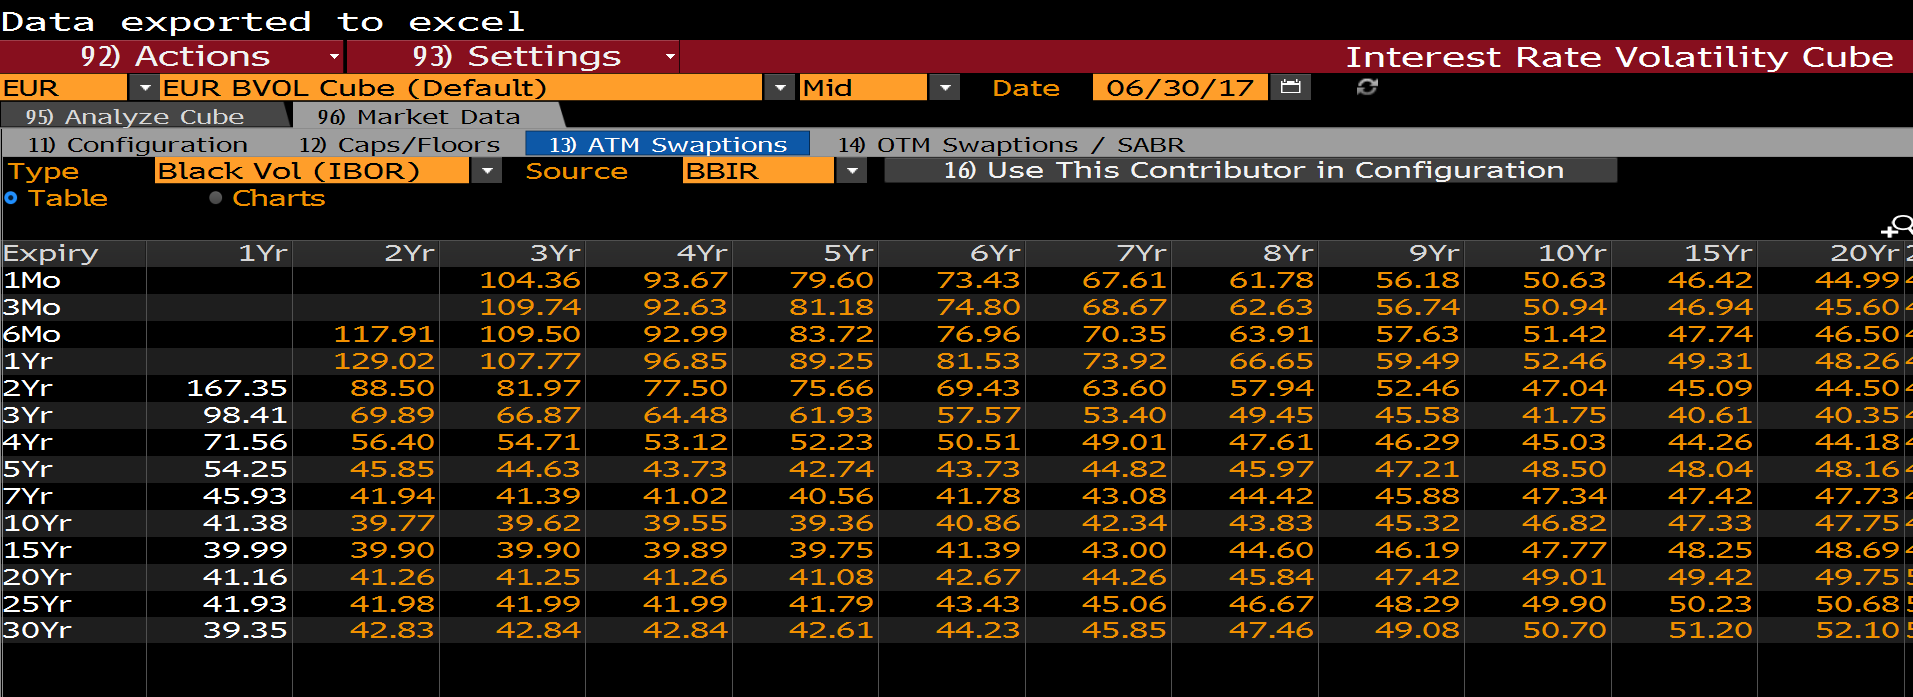 Data exported to excel
92) Actions 93) Settings Interest Rate Volatility Cube
EUR EUR BVOL Cube (Default) Mid Date 06/30/17
95) Analyze Cube 96) Market Data
11) Configuration 12) Caps/Floors 13) ATM Swaptions 14) OTM Swaptions / SABR
Type Black Vol (IBOR) Source BBIR 16) Use This Contributor in Configuration
Table Charts
Expiry 1Yr 2Yr 3Yr 4Yr 5Yr 6Yr 7Yr 8Yr 9Yr 10Yr 15Yr 20Yr
1Mo 104.36 93.67 79.60 73.43 67.61 61.78 56.18 50.63 46.42 44.99
3Mo 109.74 92.63 81.18 74.80 68.67 62.63 56.74 50.94 46.94 45.60
6Mo 117.91 109.50 92.99 83.72 76.96 70.35 63.91 57.63 51.42 47.74 46.50
1Yr 129.02 107.77 96.85 89.25 81.53 73.92 66.65 59.49 52.46 49.31 48.26
2Yr 167.35 88.50 81.97 77.50 75.66 69.43 63.60 57.94 52.46 47.04 45.09 44.50
3Yr 98.41 69.89 66.87 64.48 61.93 57.57 53.40 49.45 45.58 41.75 40.61 40.35
4Yr 71.56 56.40 54.71 53.12 52.23 50.51 49.01 47.61 46.29 45.03 44.26 44.18
5Yr 54.25 45.85 44.63 43.73 42.74 43.73 44.82 45.97 47.21 48.50 48.04 48.16
7Yr 45.93 41.94 41.39 41.02 40.56 41.78 43.08 44.42 45.88 47.34 47.42 47.73
10Yr 41.38 39.77 39.62 39.55 39.36 40.86 42.34 43.83 45.32 46.82 47.33 47.75
15Yr 39.99 39.90 39.90 39.89 39.75 41.39 43.00 44.60 46.19 47.77 48.25 48.69
20Yr 41.16 41.26 41.25 41.26 41.08 42.67 44.26 45.84 47.42 49.01 49.42 49.75
25Yr 41.93 41.98 41.99 41.99 41.79 43.43 45.06 46.67 48.29 49.90 50.23 50.68
30Yr 39.35 42.83 42.84 42.84 42.61 44.23 45.85 47.46 49.08 50.70 51.20 52.10